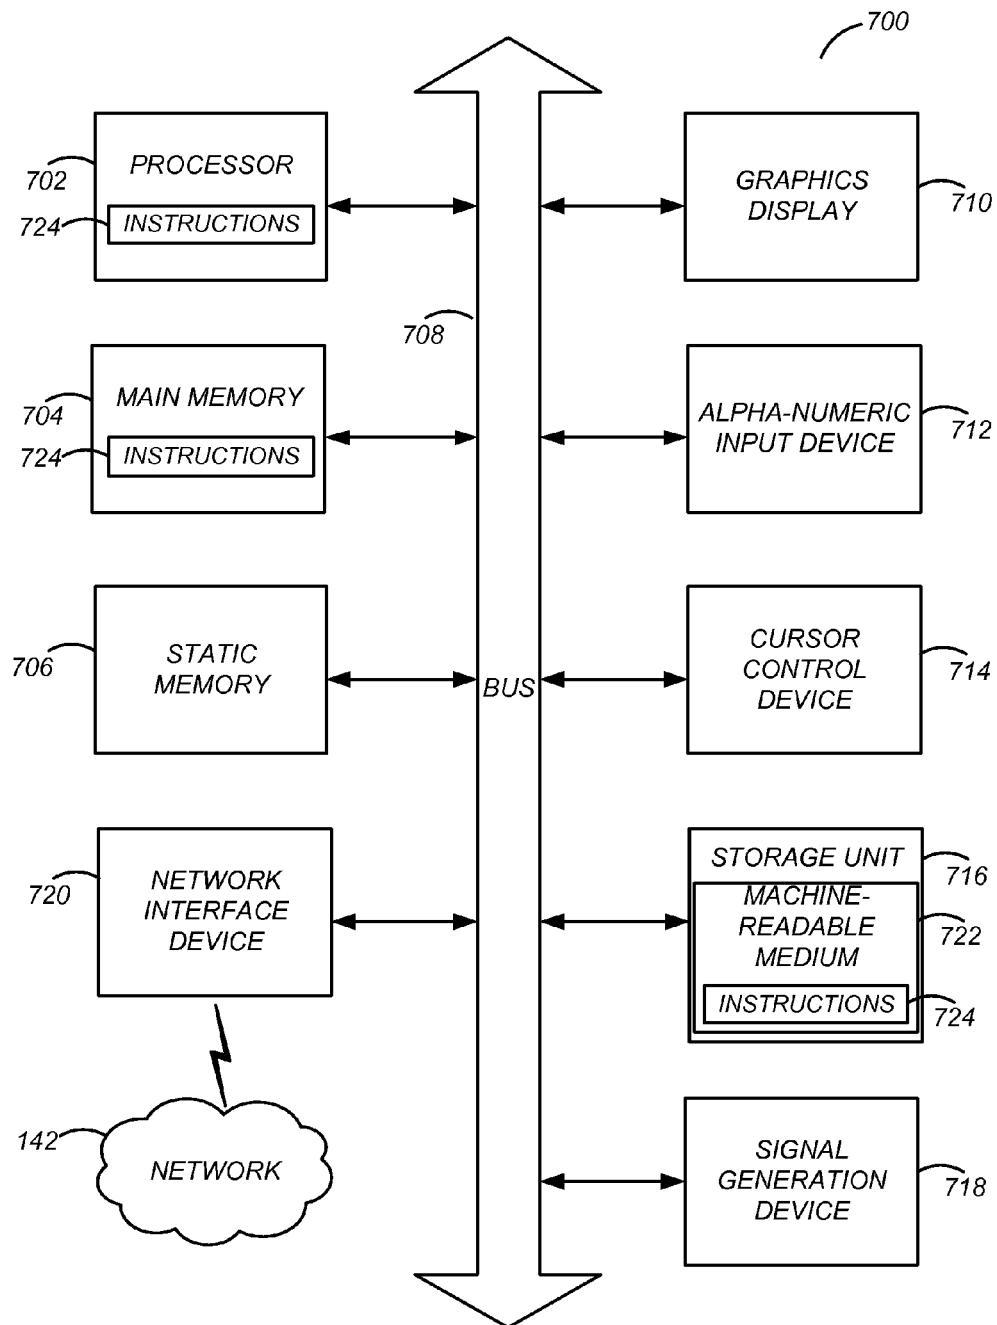 700
PROCESSOR
702
724
INSTRUCTIONS
GRAPHICS
DISPLAY
710
708
MAIN MEMORY
704
724
INSTRUCTIONS
ALPHA-NUMERIC
INPUT DEVICE
712
STATIC
MEMORY
706
BUS
CURSOR
CONTROL
DEVICE
714
NETWORK
INTERFACE
DEVICE
720
STORAGE UNIT
716
MACHINE-
READABLE
MEDIUM
722
INSTRUCTIONS
724
142
NETWORK
SIGNAL
GENERATION
DEVICE
718